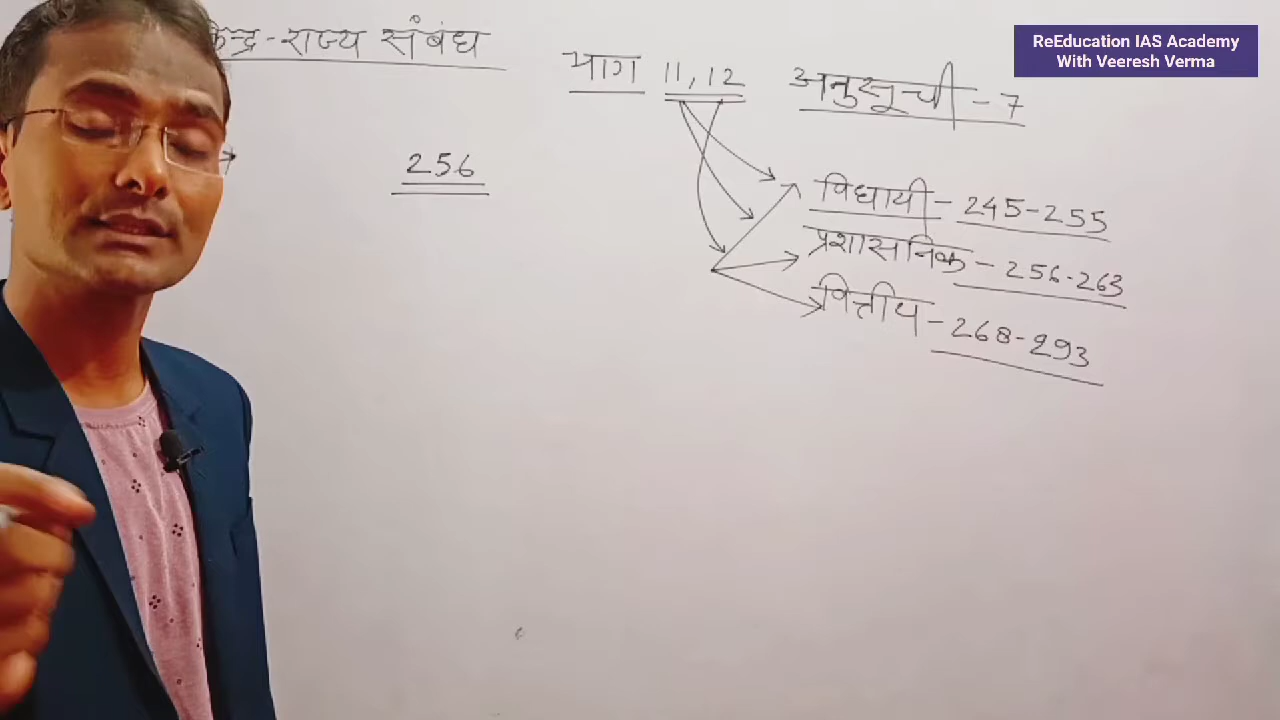 केन्द्र-राज्य संबंध
भाग 11,12 अनुसूची-7
ReEducation IAS Academy
With Veeresh Verma
256
विधायी-245-255
प्रशासनिक-256-263
वित्तीय-268-293